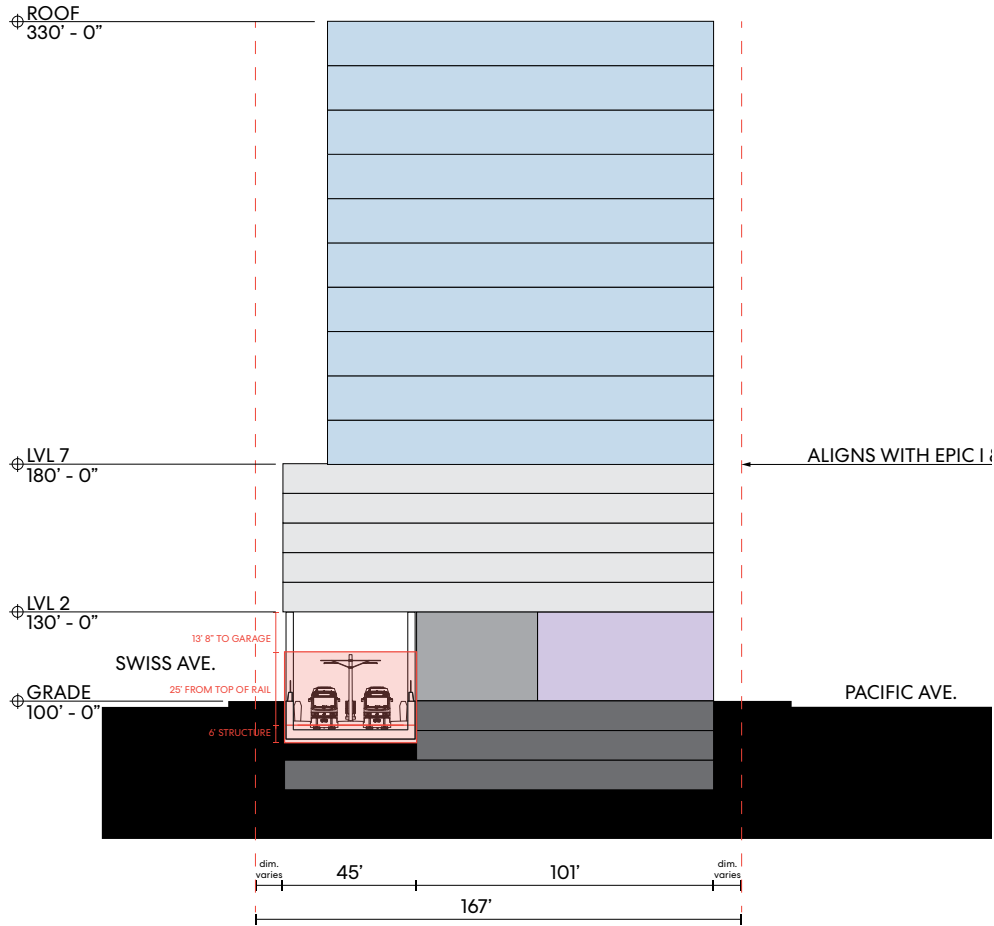 ROOF
330' - 0"
LVL 7
180' - 0"
ALIGNS WITH EPIC I &
LVL 2
130' - 0"
13' 8" TO GARAGE
SWISS AVE.
25' FROM TOP OF RAIL
GRADE
100' - 0"
PACIFIC AVE.
6' STRUCTURE
dim.
varies
45'
101'
dim.
varies
167'